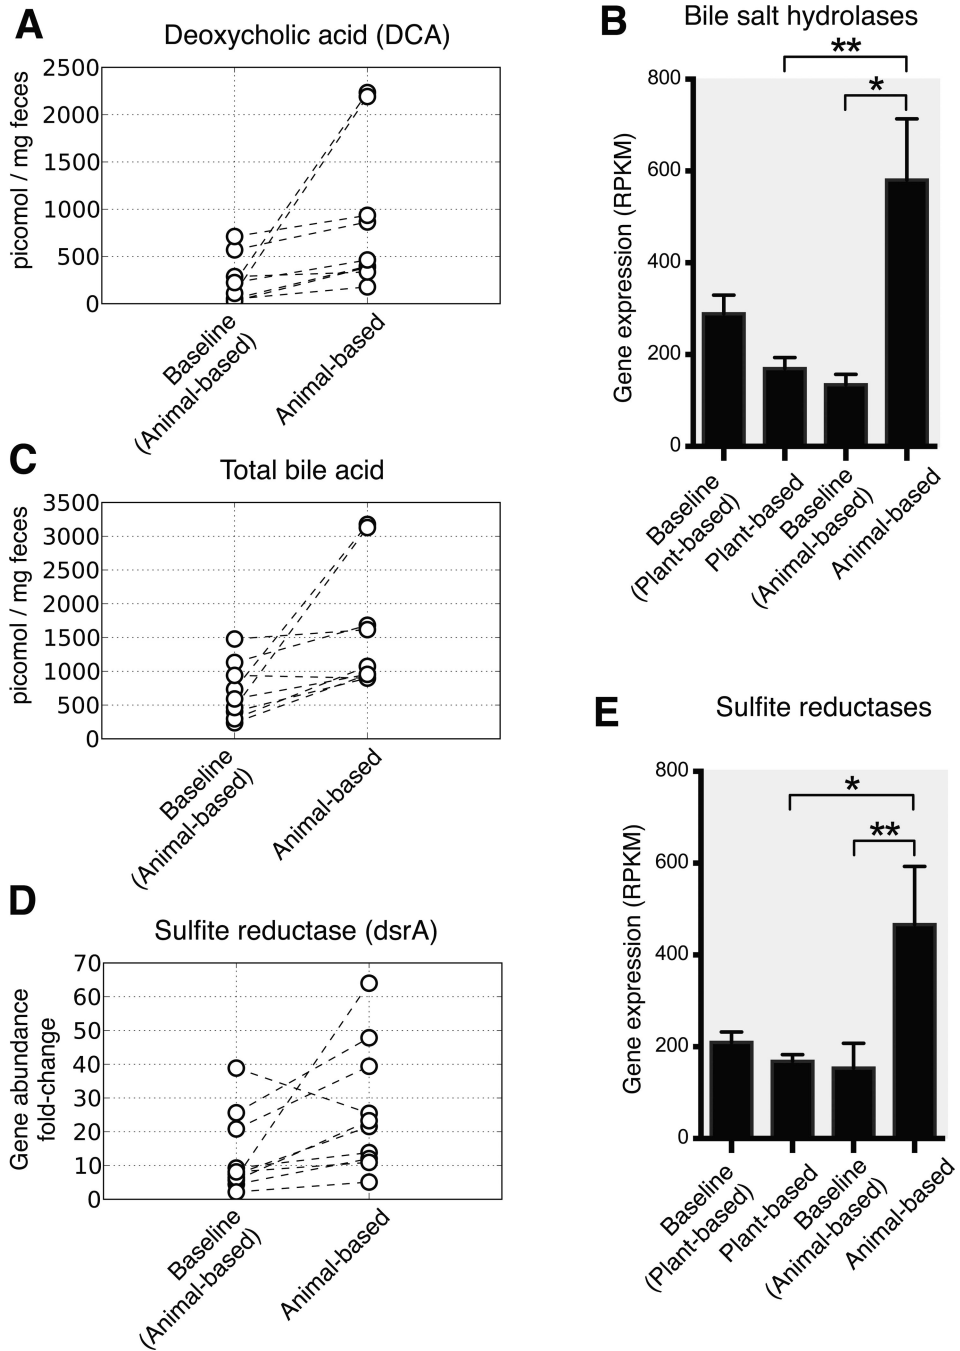 A
Deoxycholic acid (DCA)
picomol / mg feces
2500
2000
1500
1000
500
0
Baseline
(Animal-based)
Animal-based
B
Bile salt hydrolases
**
*
Gene expression (RPKM)
800
600
400
200
0
Baseline
(Plant-based)
Plant-based
Baseline
(Animal-based)
Animal-based
C
Total bile acid
picomol / mg feces
3500
3000
2500
2000
1500
1000
500
0
Baseline
(Animal-based)
Animal-based
D
Sulfite reductase (dsrA)
Gene abundance
fold-change
70
60
50
40
30
20
10
0
Baseline
(Animal-based)
Animal-based
E
Sulfite reductases
*
**
Gene expression (RPKM)
800
600
400
200
0
Baseline
(Plant-based)
Plant-based
Baseline
(Animal-based)
Animal-based